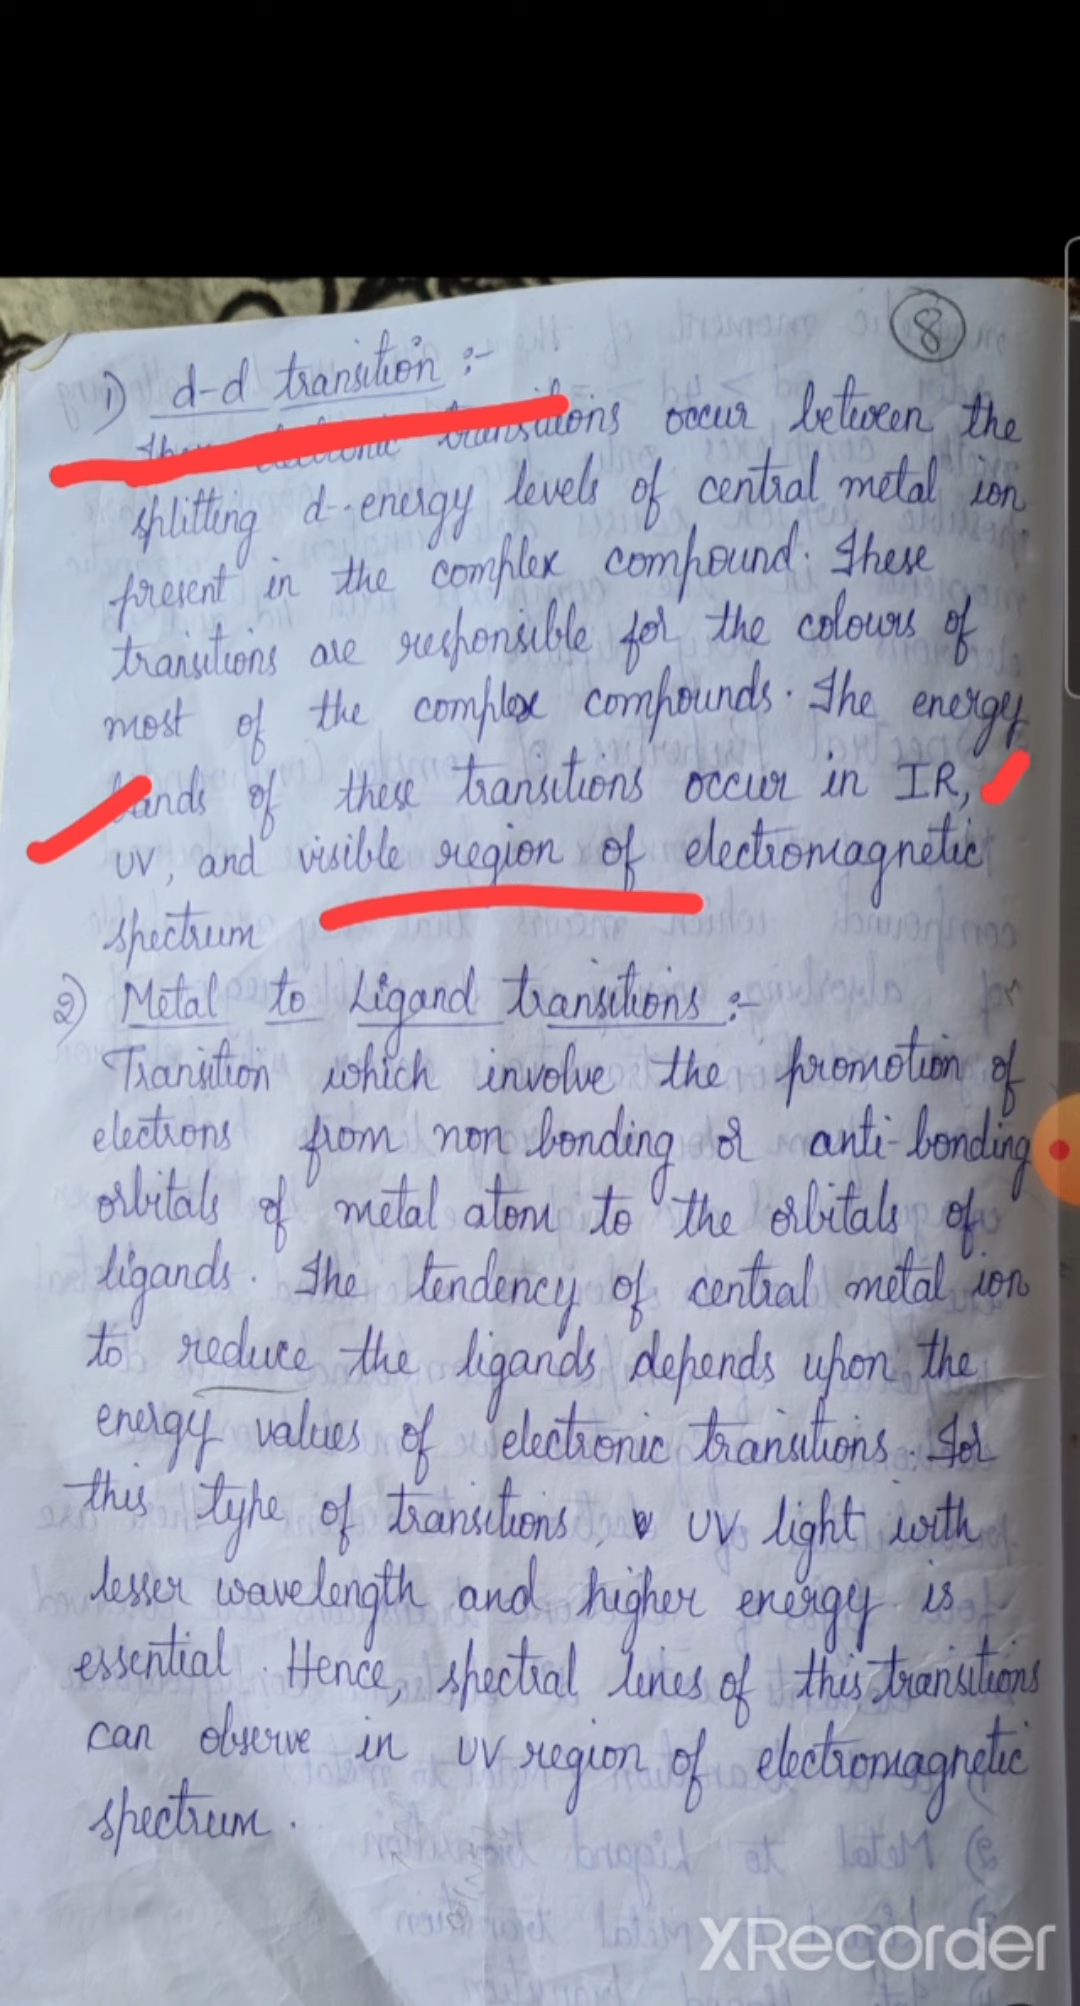 8
1) d-d transition :-
transitions occur between the
splitting d-energy levels of central metal ion
present in the complex compound. These
transitions are responsible for the colours of
most of the complex compounds. The energy
bands of these transitions occur in IR,
UV, and visible region of electromagnetic
spectrum
2) Metal to Ligand transitions :-
Transition which involve the promotion of
electrons from non bonding or anti-bonding
orbitals of metal atom to the orbitals of
ligands. The tendency of central metal ion
to reduce the ligands depends upon the
energy values of electronic transitions. For
this type of transitions, UV light with
lesser wavelength and higher energy is
essential. Hence, spectral lines of this transitions
can observe in UV region of electromagnetic
spectrum.
XRecorder